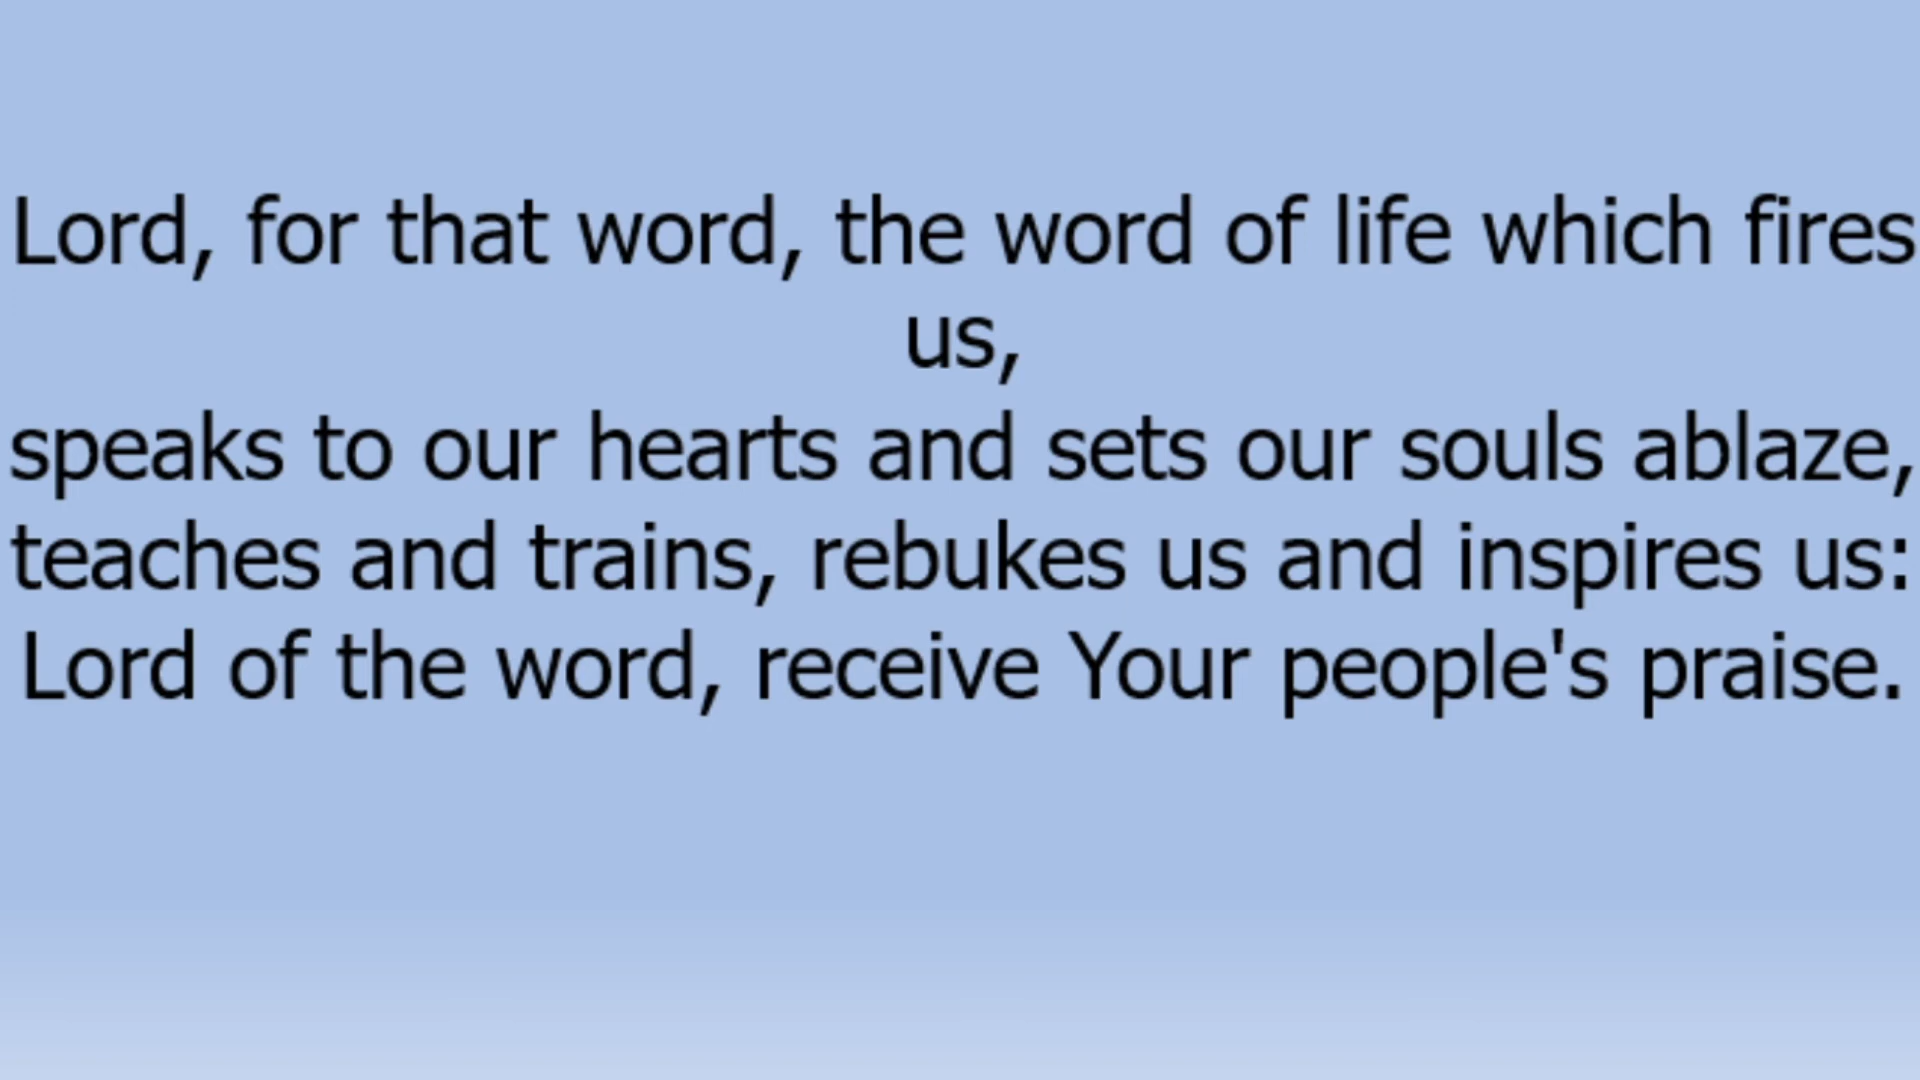 Lord, for that word, the word of life which fires
us,
speaks to our hearts and sets our souls ablaze,
teaches and trains, rebukes us and inspires us:
Lord of the word, receive Your people's praise.